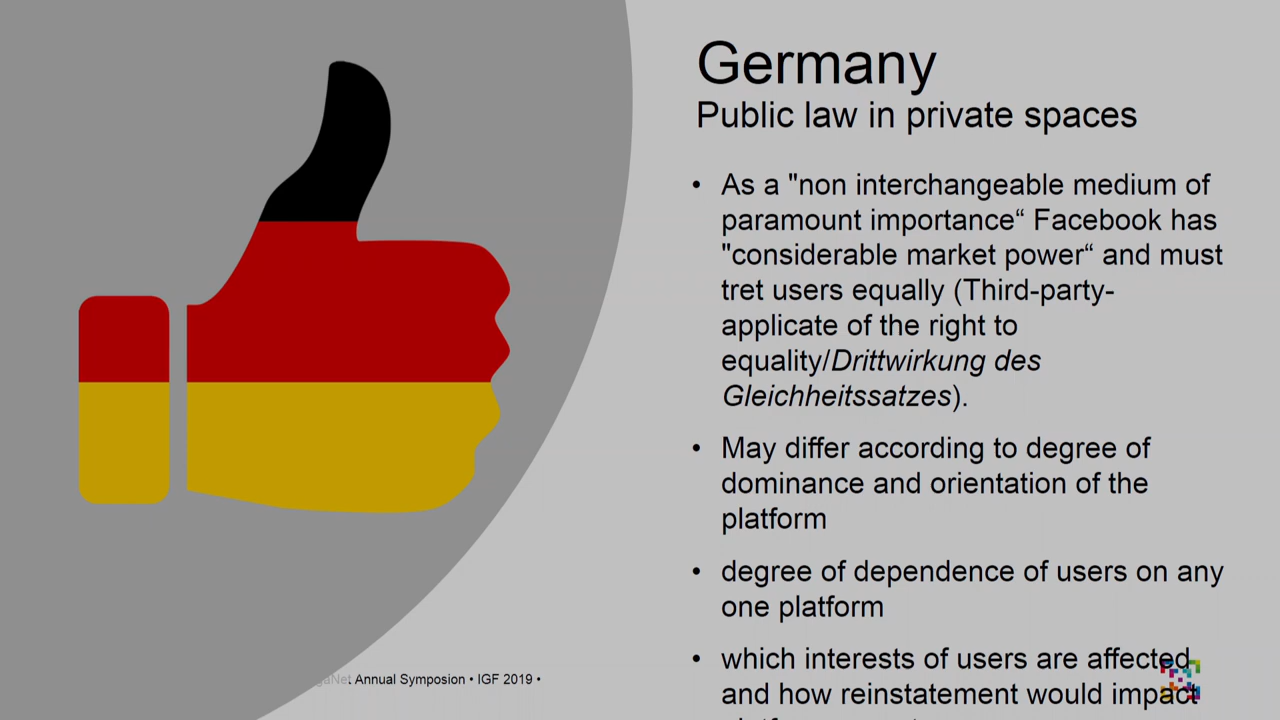 Germany
Public law in private spaces
• As a "non interchangeable medium of
paramount importance“ Facebook has
"considerable market power“ and must
tret users equally (Third-party-
applicate of the right to
equality/Drittwirkung des
Gleichheitssatzes).
• May differ according to degree of
dominance and orientation of the
platform
• degree of dependence of users on any
one platform
• which interests of users are affected
and how reinstatement would impact
Annual Symposion • IGF 2019 •